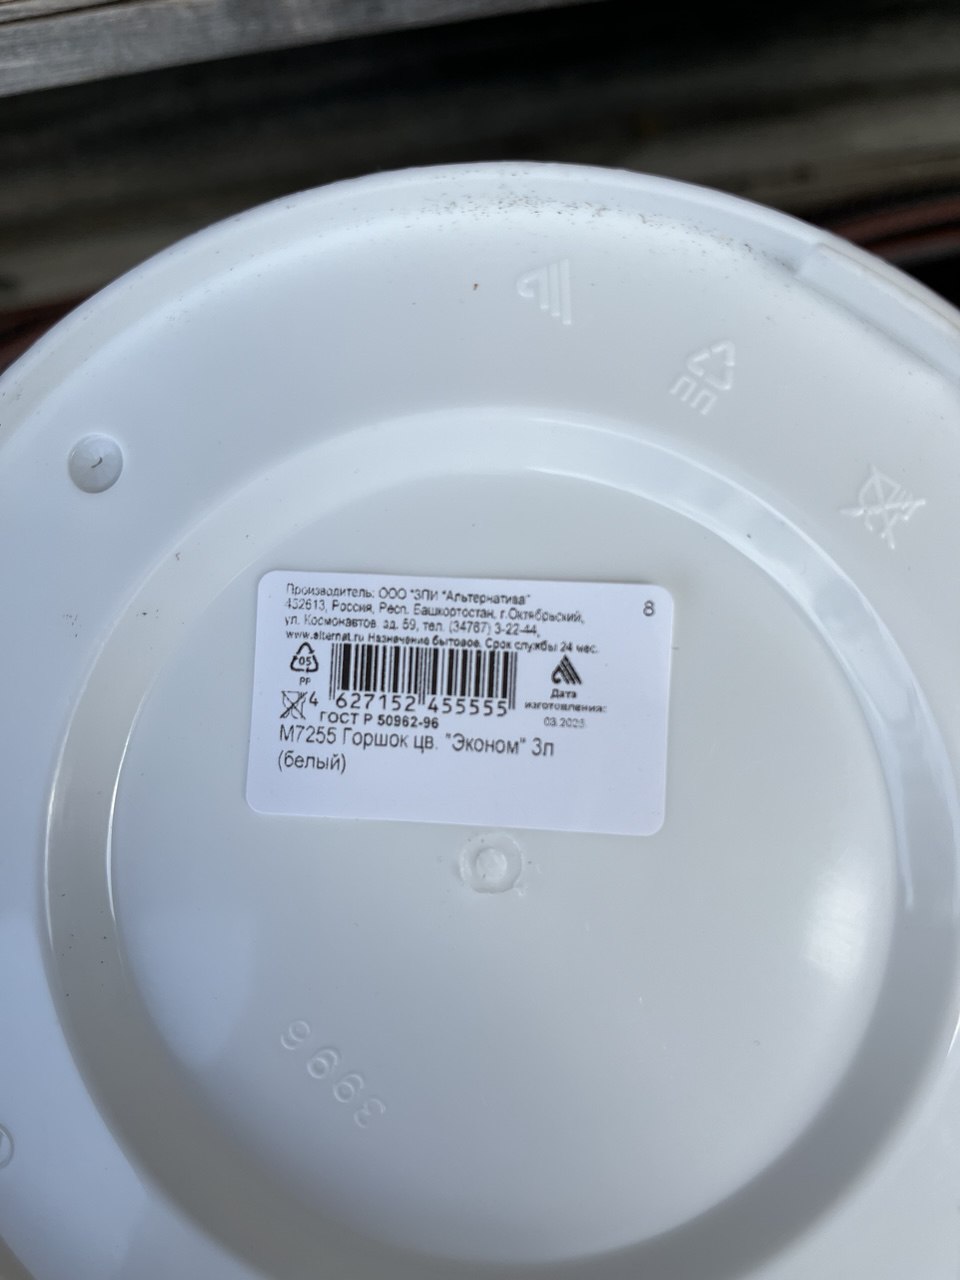 ПП
Производитель: ООО "ЗПИ "Альтернатива"
452613, Россия, Респ. Башкортостан, г.Октябрьский,
ул. Космонавтов зд. 59, тел. (34767) 3-22-44,
www.alternat.ru Назначение бытовое. Срок службы 24 мес.
8
05
PP
4 627152 455555
Дата
изготовления:
ГОСТ Р 50962-96
М7255 Горшок цв. "Эконом" 3л
(белый)
3996